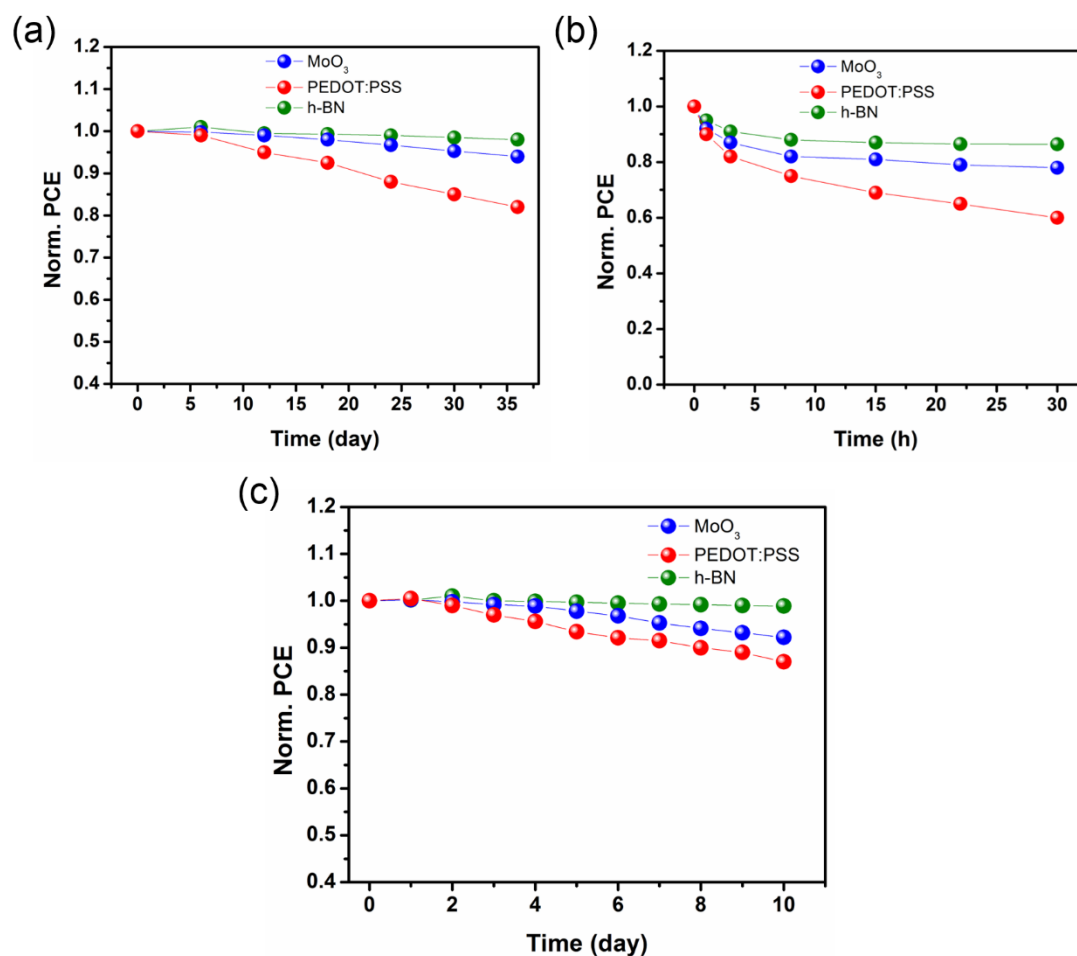 (a)
1.2
1.1
1.0
0.9
0.8
0.7
0.6
0.5
0.4
Norm. PCE
MoO₃
PEDOT:PSS
h-BN
0 5 10 15 20 25 30 35
Time (day)
(b)
1.2
1.0
0.8
0.6
0.4
0.2
0.0
Norm. PCE
MoO₃
PEDOT:PSS
h-BN
0 5 10 15 20 25 30
Time (h)
(c)
1.2
1.1
1.0
0.9
0.8
0.7
0.6
0.5
0.4
Norm. PCE
MoO₃
PEDOT:PSS
h-BN
0 2 4 6 8 10
Time (day)